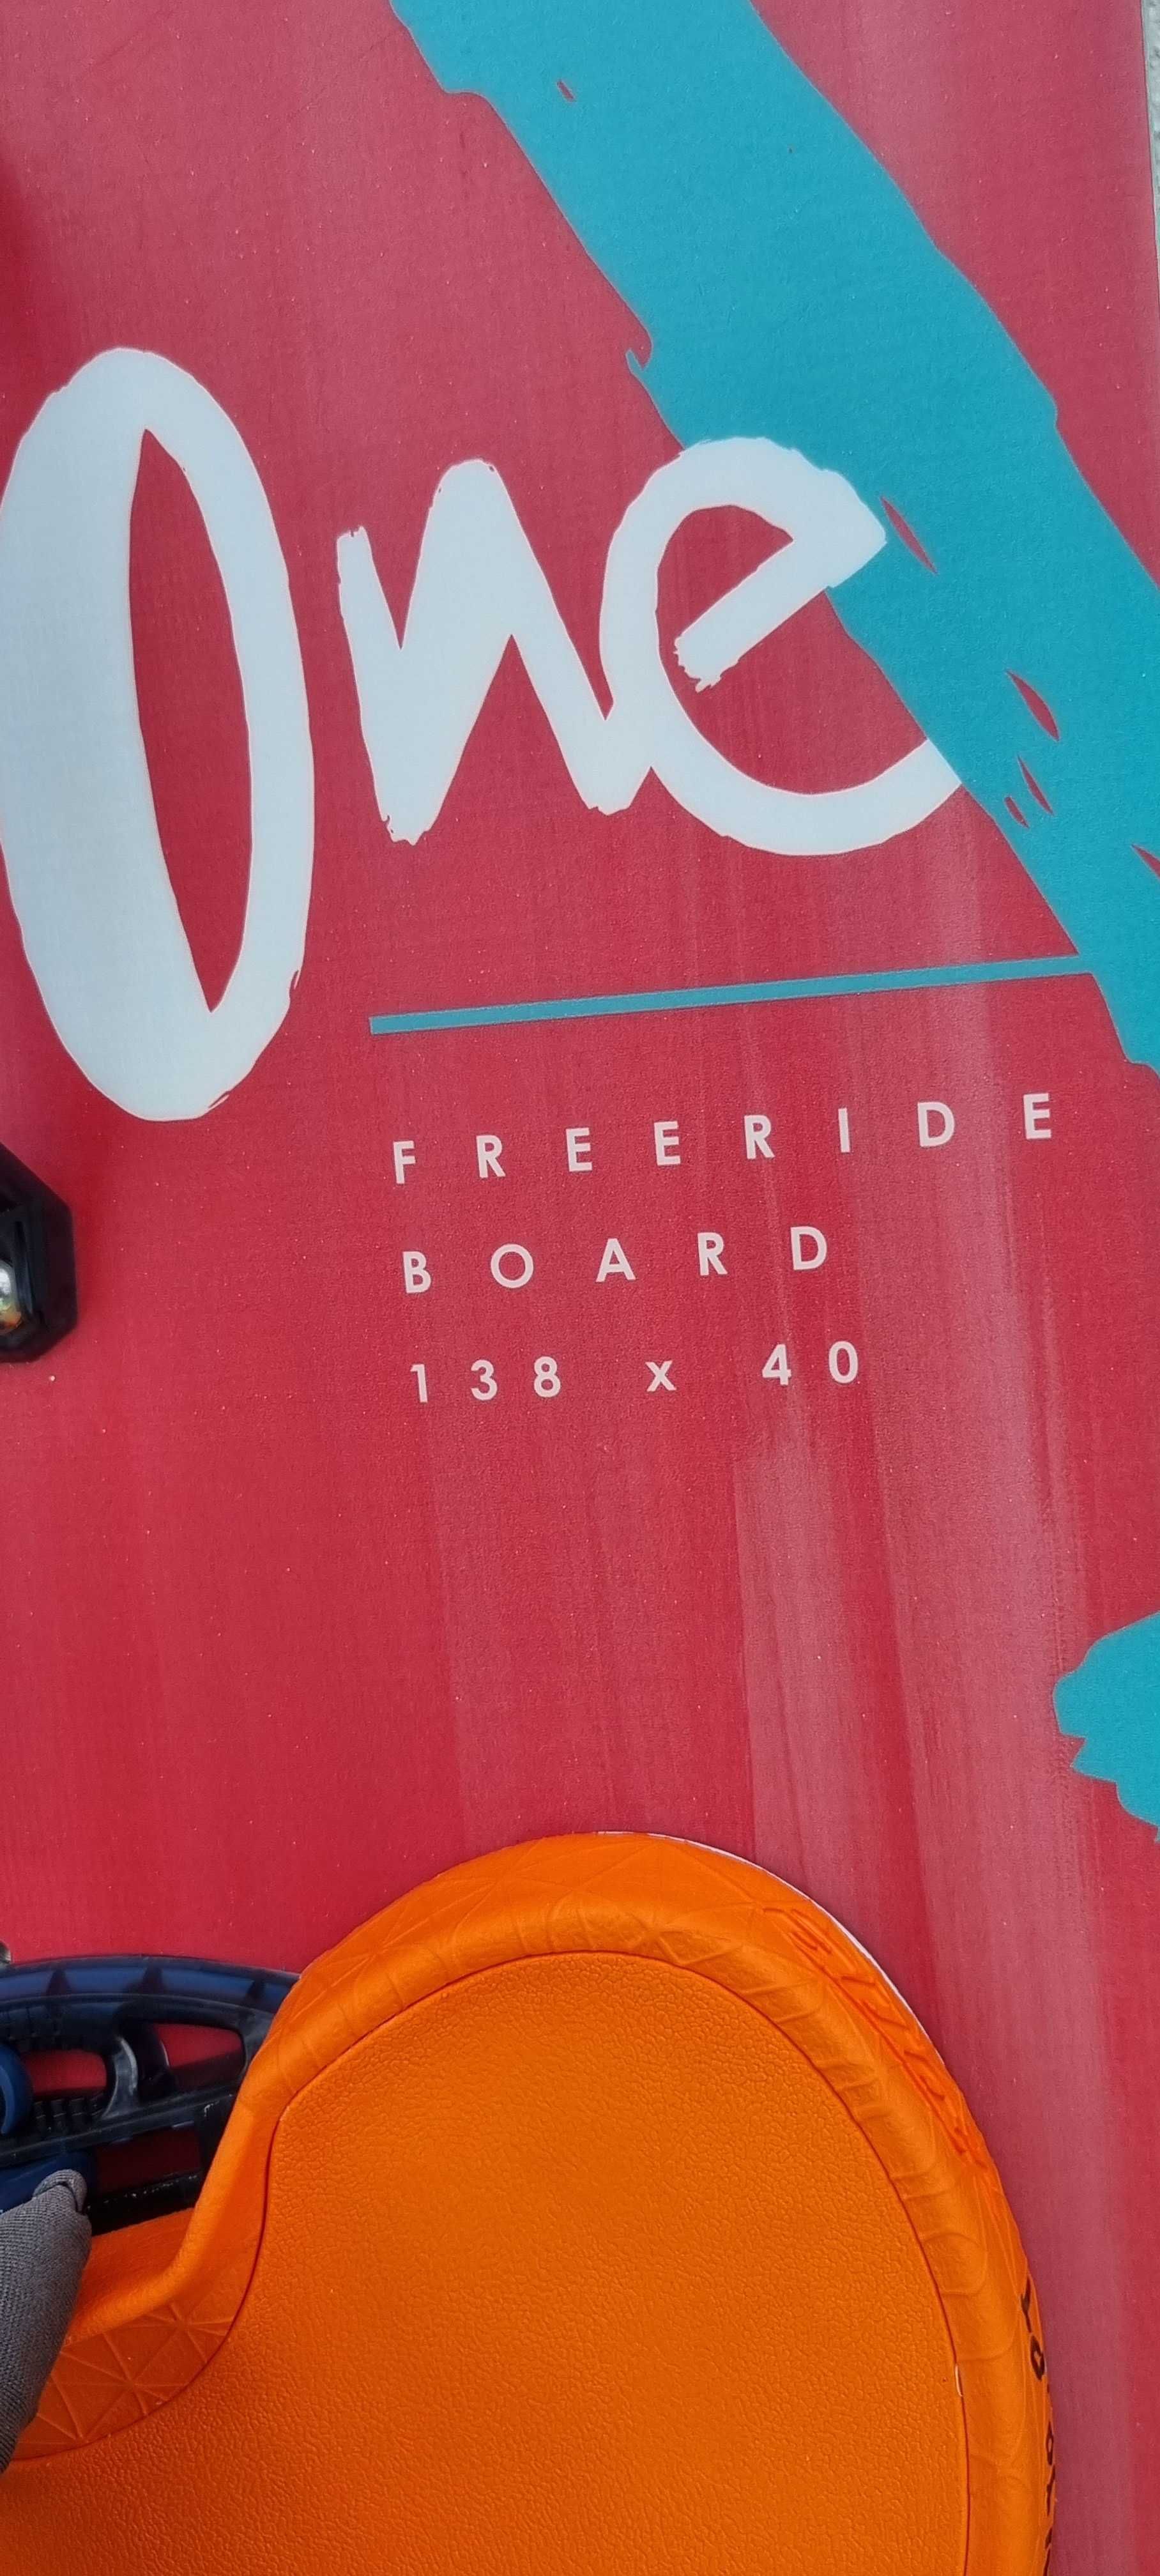 One
FREERIDE
BOARD
138 x 40